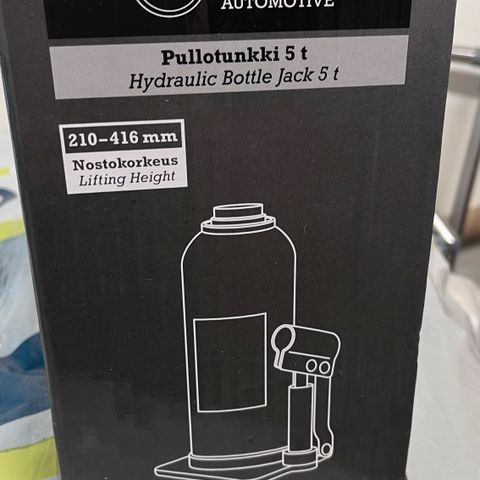 AUTOMOTIVE
Pullotunkki 5 t
Hydraulic Bottle Jack 5 t
210–416 mm
Nostokorkeus
Lifting Height